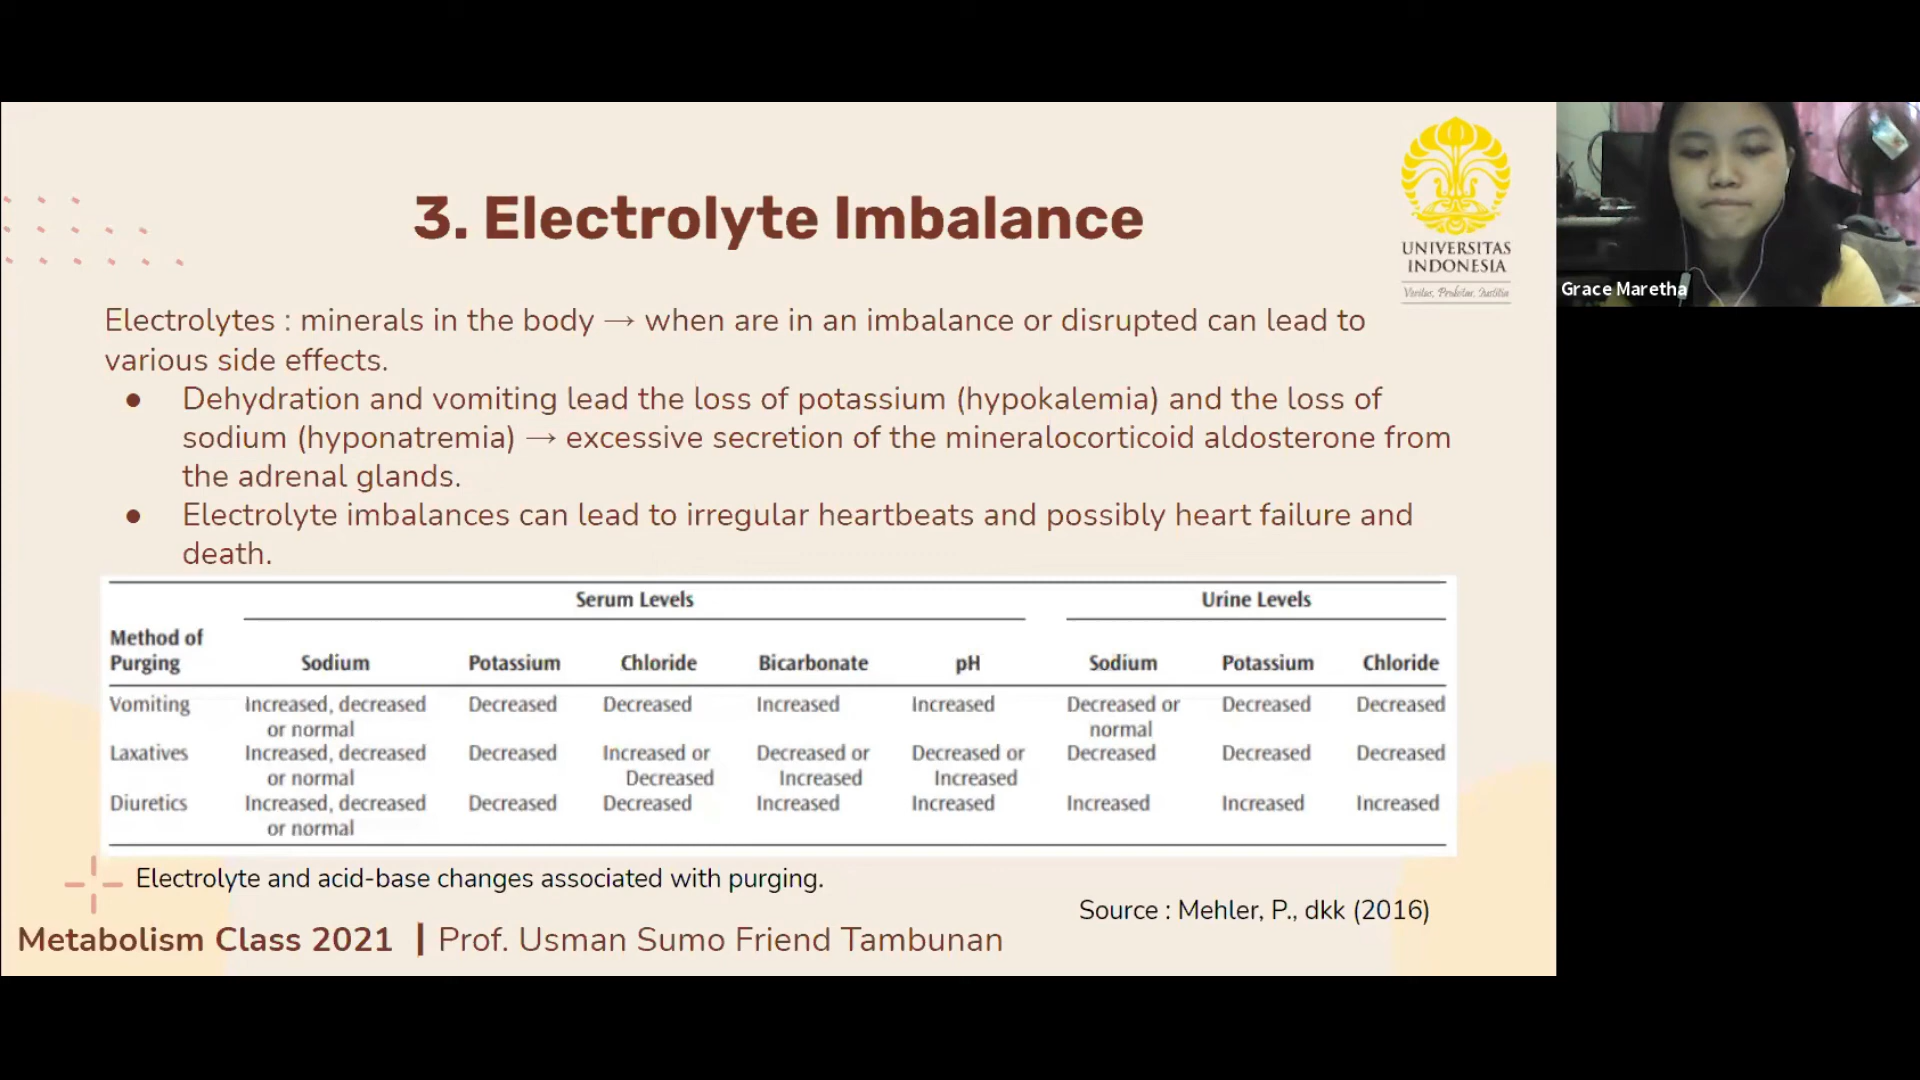 3. Electrolyte Imbalance
UNIVERSITAS
INDONESIA
Veritas, Probitas, Iustitia
Grace Maretha
Electrolytes : minerals in the body → when are in an imbalance or disrupted can lead to
various side effects.
● Dehydration and vomiting lead the loss of potassium (hypokalemia) and the loss of
sodium (hyponatremia) → excessive secretion of the mineralocorticoid aldosterone from
the adrenal glands.
● Electrolyte imbalances can lead to irregular heartbeats and possibly heart failure and
death.
Serum Levels Urine Levels
Method of
Purging Sodium Potassium Chloride Bicarbonate pH Sodium Potassium Chloride
Vomiting Increased, decreased Decreased Decreased Increased Increased Decreased or Decreased Decreased
or normal normal
Laxatives Increased, decreased Decreased Increased or Decreased or Decreased or Decreased Decreased Decreased
or normal Decreased Increased Increased
Diuretics Increased, decreased Decreased Decreased Increased Increased Increased Increased Increased
or normal
Electrolyte and acid-base changes associated with purging.
Source : Mehler, P., dkk (2016)
Metabolism Class 2021 | Prof. Usman Sumo Friend Tambunan